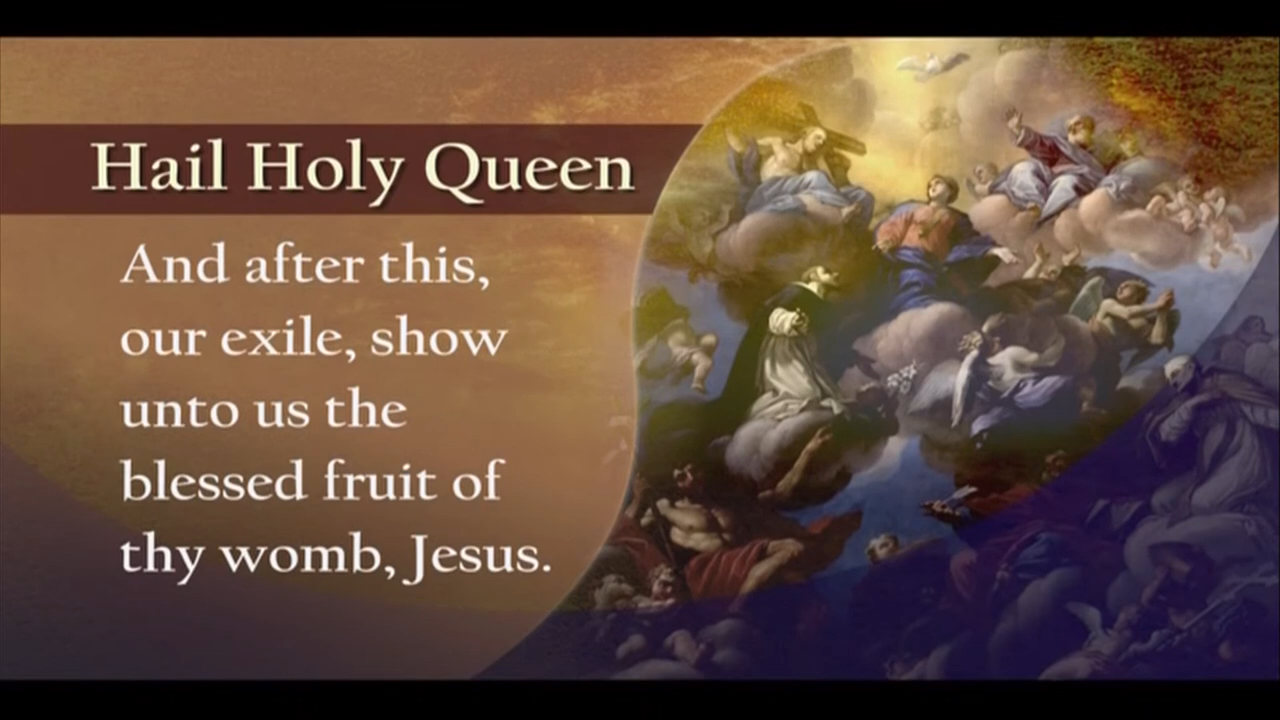 Hail Holy Queen
And after this,
our exile, show
unto us the
blessed fruit of
thy womb, Jesus.